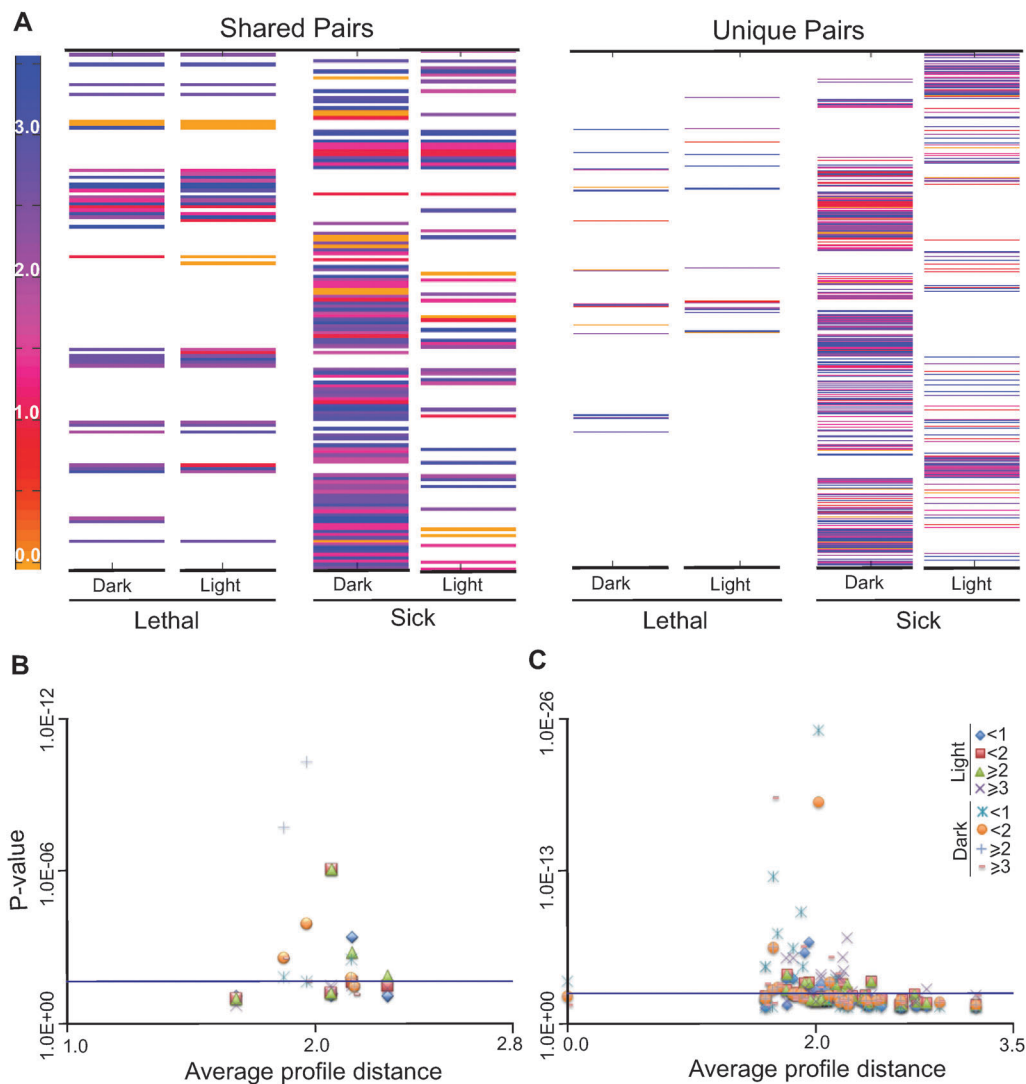 A
Shared Pairs
Unique Pairs
3.0
2.0
1.0
0.0
Dark
Light
Dark
Light
Dark
Light
Dark
Light
Lethal
Sick
Lethal
Sick
B
C
P-value
1.0E-12
1.0E-06
1.0E+00
1.0
2.0
2.8
Average profile distance
1.0E-26
1.0E-13
1.0E+00
0.0
2.0
3.5
Average profile distance
Light
<1
<2
⩾2
⩾3
Dark
<1
<2
⩾2
⩾3